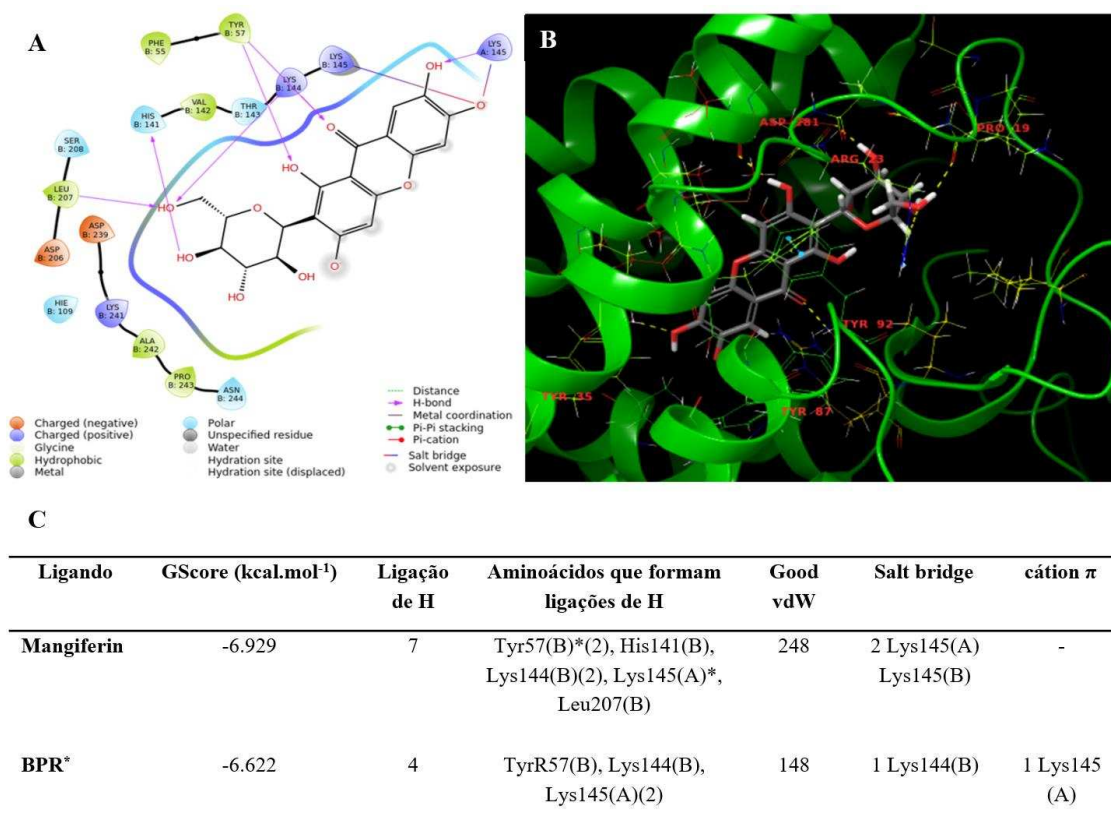 A
TYR
B: 57
PHE
B: 55
LYS
B: 145
LYS
A: 145
OH
LYS
B: 144
VAL
B: 142
THR
B: 143
HIS
B: 141
O
O
SER
B: 208
HO
O
LEU
B: 207
HO
O
ASP
B: 239
ASP
B: 206
HO
O
OH
HO
HIE
B: 109
LYS
B: 241
ALA
B: 242
PRO
B: 243
ASN
B: 244
Charged (negative)
Charged (positive)
Glycine
Hydrophobic
Metal
Polar
Unspecified residue
Water
Hydration site
Hydration site (displaced)
Distance
H-bond
Metal coordination
Pi-Pi stacking
Pi-cation
Salt bridge
Solvent exposure
B
PRO 19
TYR 92
TYR 35
TYR 87
C
Ligando GScore (kcal.mol-1) Ligação de H Aminoácidos que formam ligações de H Good vdW Salt bridge cátion π
Mangiferin -6.929 7 Tyr57(B)*(2), His141(B), 248 2 Lys145(A) -
Lys144(B)(2), Lys145(A)*, Lys145(B)
Leu207(B)
BPR* -6.622 4 TyrR57(B), Lys144(B), 148 1 Lys144(B) 1 Lys145
Lys145(A)(2) (A)